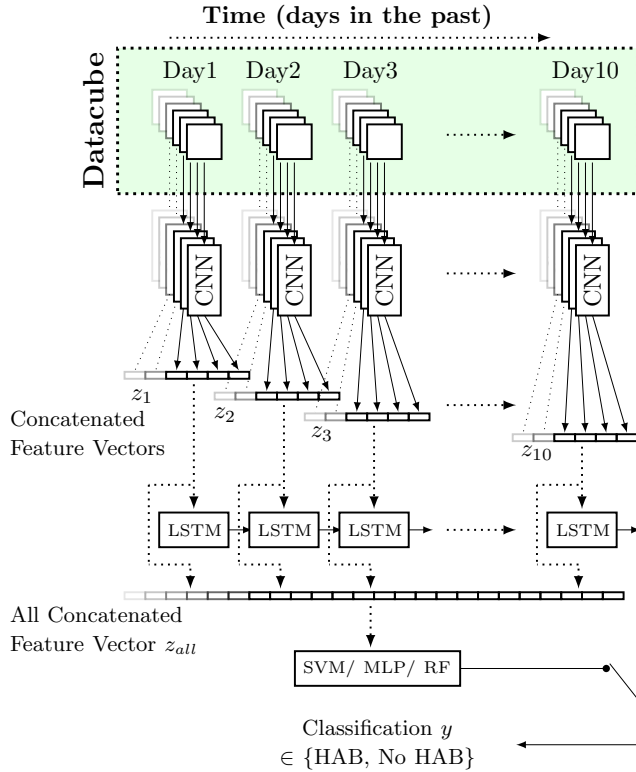 Time (days in the past)
Datacube
Day1 Day2 Day3 Day10
CNN CNN CNN CNN
z1
z2
z3
z10
Concatenated
Feature Vectors
LSTM LSTM LSTM LSTM
All Concatenated
Feature Vector zall
SVM/ MLP/ RF
Classification y
∈ {HAB, No HAB}